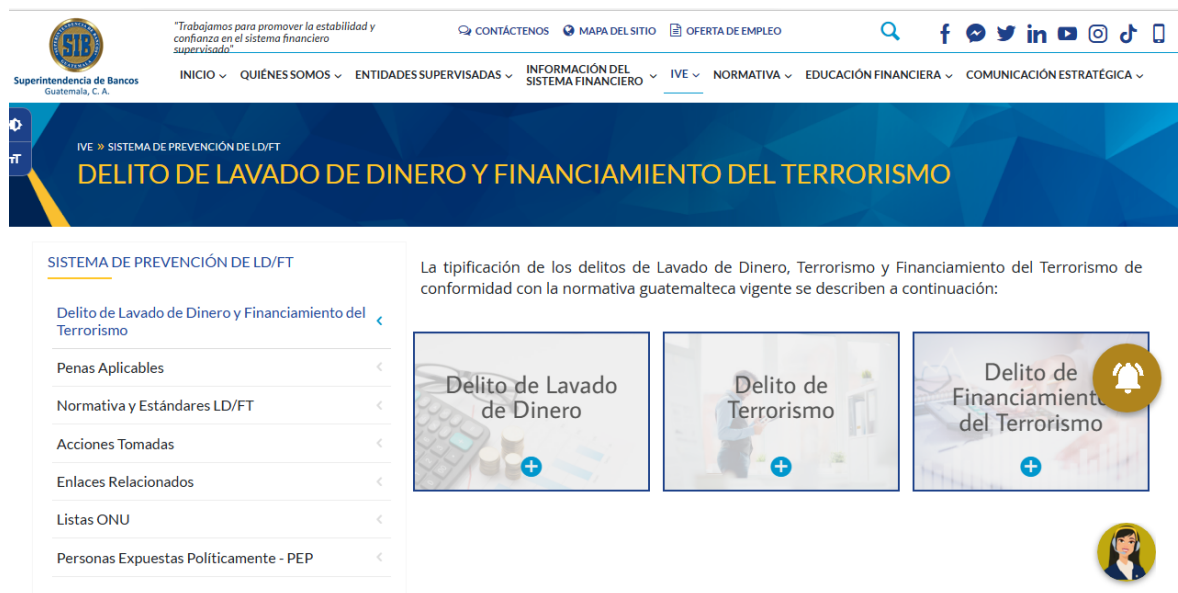 SIB
Superintendencia de Bancos
Guatemala, C. A.
"Trabajamos para promover la estabilidad y
confianza en el sistema financiero
supervisado"
CONTÁCTENOS MAPA DEL SITIO OFERTA DE EMPLEO
INICIO QUIÉNES SOMOS ENTIDADES SUPERVISADAS INFORMACIÓN DEL
SISTEMA FINANCIERO IVE NORMATIVA EDUCACIÓN FINANCIERA COMUNICACIÓN ESTRATÉGICA
IVE » SISTEMA DE PREVENCIÓN DE LD/FT
DELITO DE LAVADO DE DINERO Y FINANCIAMIENTO DEL TERRORISMO
SISTEMA DE PREVENCIÓN DE LD/FT
Delito de Lavado de Dinero y Financiamiento del
Terrorismo
Penas Aplicables
Normativa y Estándares LD/FT
Acciones Tomadas
Enlaces Relacionados
Listas ONU
Personas Expuestas Políticamente - PEP
La tipificación de los delitos de Lavado de Dinero, Terrorismo y Financiamiento del Terrorismo de
conformidad con la normativa guatemalteca vigente se describen a continuación:
Delito de Lavado
de Dinero
Delito de
Terrorismo
Delito de
Financiamiento
del Terrorismo